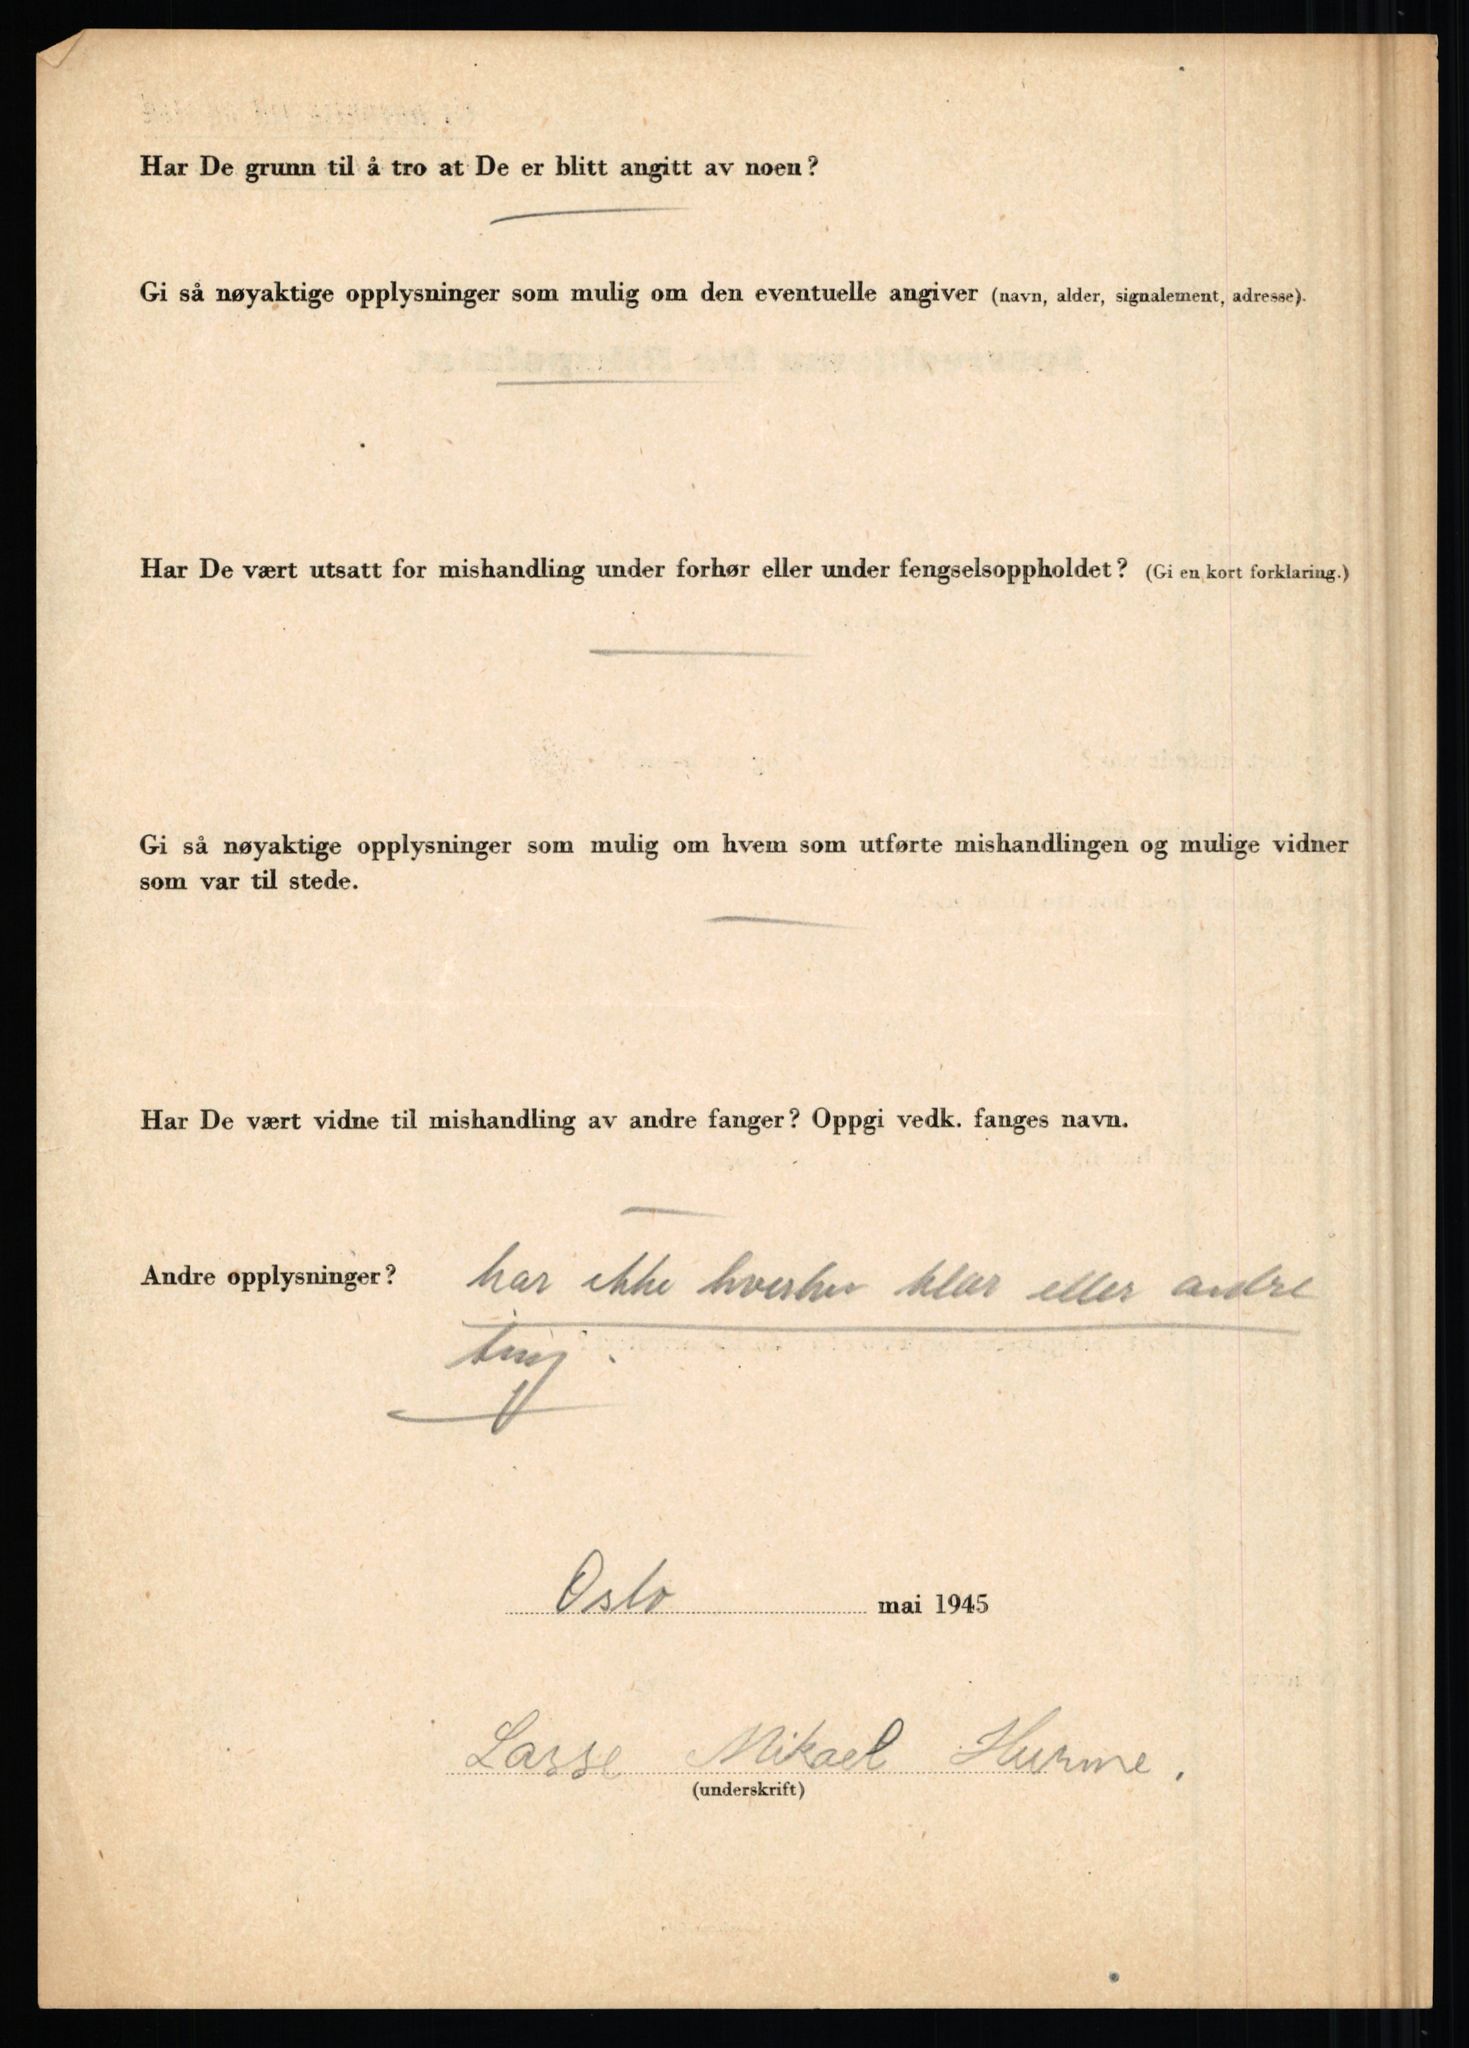 Har De grunn til å tro at De er blitt angitt av noen?
Gi så nøyaktige opplysninger som mulig om den eventuelle angiver (navn, alder, signalement, adresse).
Har De vært utsatt for mishandling under forhør eller under fengselsoppholdet? (Gi en kort forklaring.)
Gi så nøyaktige opplysninger som mulig om hvem som utførte mishandlingen og mulige vidner
som var til stede.
Har De vært vidne til mishandling av andre fanger? Oppgi vedk. fanges navn.
Andre opplysninger? har ikke hverken klær eller andre
ting.
Oslo mai 1945
Lasse Mikael Hurme.
(underskrift)